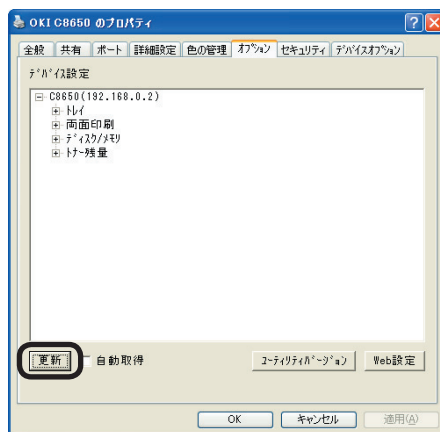 OKI C8650 のプロパティ
全般 共有 ポート 詳細設定 色の管理 オプション セキュリティ デバイスオプション
デバイス設定
C8650(192.168.0.2)
トレイ
両面印刷
ディスク/メモリ
トナー残量
更新 自動取得 ユーティリティバージョン Web設定
OK キャンセル 適用(A)